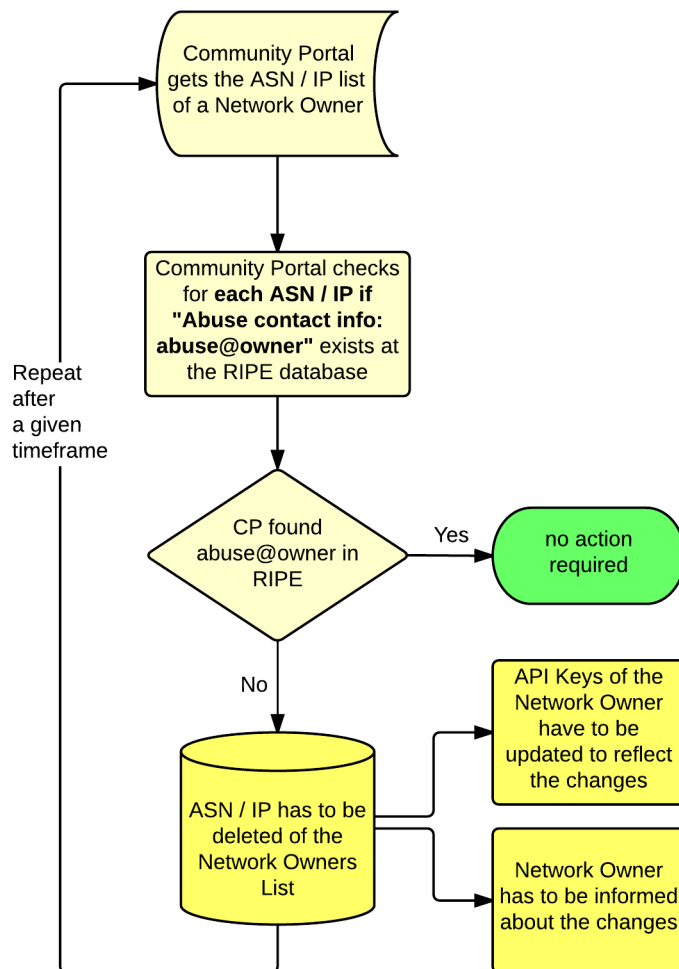 Community Portal
gets the ASN / IP list
of a Network Owner
Community Portal checks
for each ASN / IP if
"Abuse contact info:
abuse@owner" exists at
the RIPE database
Repeat
after
a given
timeframe
CP found
abuse@owner in
RIPE
Yes
no action
required
No
API Keys of the
Network Owner
have to be
updated to reflect
the changes
ASN / IP has to be
deleted of the
Network Owners
List
Network Owner
has to be informed
about the changes